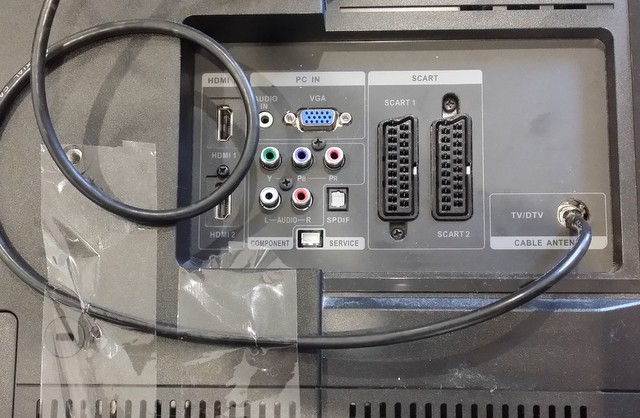 HDMI
PC IN
SCART
AUDIO
IN
VGA
SCART 1
HDMI 1
Y
PB
PR
L-AUDIO-R
SPDIF
TV/DTV
HDMI 2
SCART 2
COMPONENT
SERVICE
CABLE ANTEN